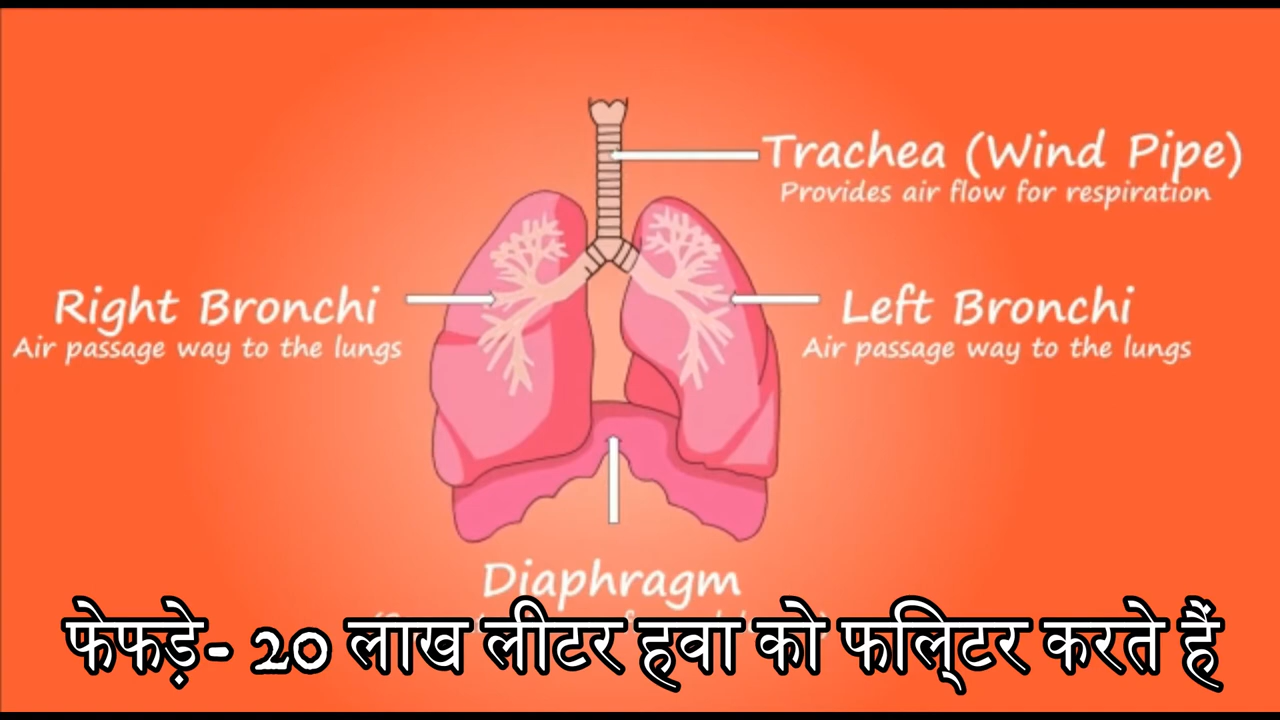 Trachea (Wind Pipe)
Provides air flow for respiration
Right Bronchi
Air passage way to the lungs
Left Bronchi
Air passage way to the lungs
Diaphragm
फेफड़े- 20 लाख लीटर हवा को फलि्टर करते हैं